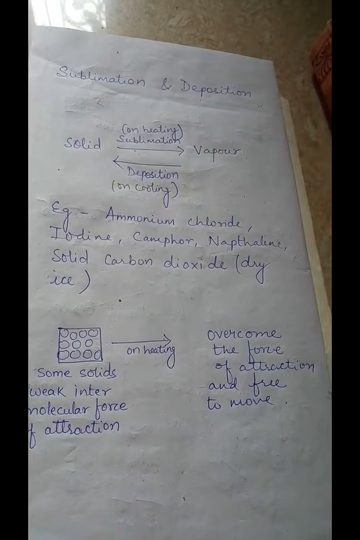 Sublimation & Deposition
(on heating)
Sublimation
Solid Vapour
Deposition
(on cooling)
Eg - Ammonium chloride,
Iodine, Camphor, Napthalene,
Solid Carbon dioxide (dry
ice)
on heating
Some solids
weak inter
molecular force
of attraction
overcome
the force
of attraction
and free
to move.